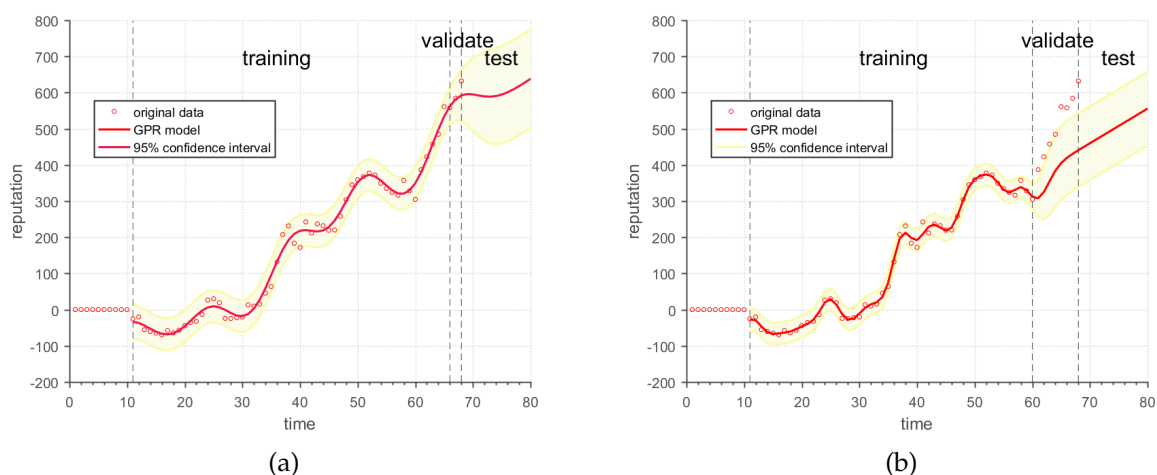 800
700
600
500
400
300
200
100
0
-100
-200
reputation
training
validate
test
original data
GPR model
95% confidence interval
0 10 20 30 40 50 60 70 80
time
(a)
800
700
600
500
400
300
200
100
0
-100
-200
reputation
training
validate
test
original data
GPR model
95% confidence interval
0 10 20 30 40 50 60 70 80
time
(b)